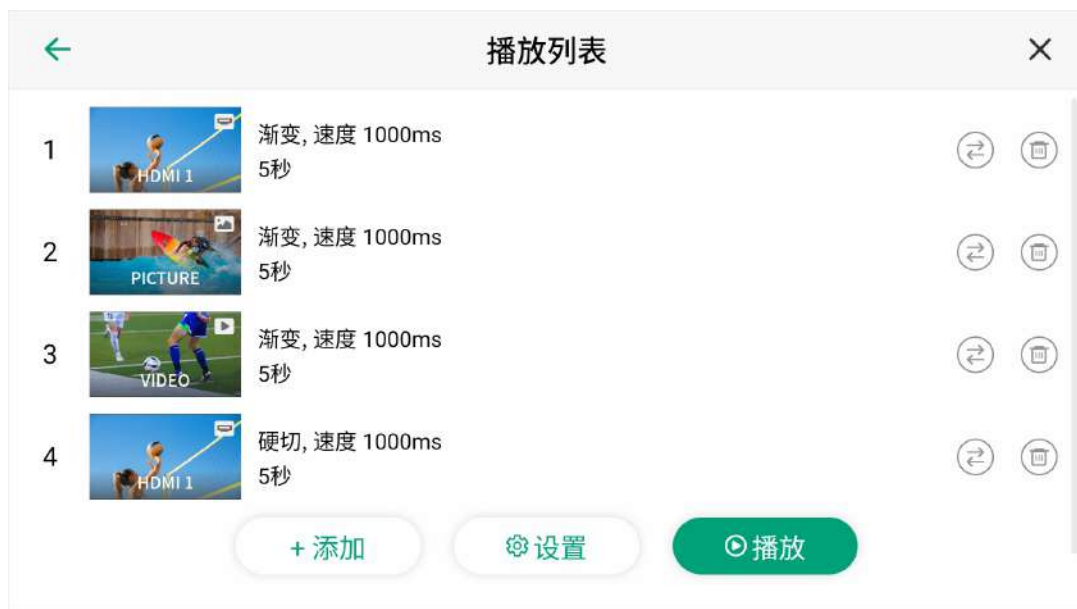 播放列表
1
HDMI 1
渐变, 速度 1000ms
5秒
2
PICTURE
渐变, 速度 1000ms
5秒
3
VIDEO
渐变, 速度 1000ms
5秒
4
HDMI 1
硬切, 速度 1000ms
5秒
+ 添加
设置
播放